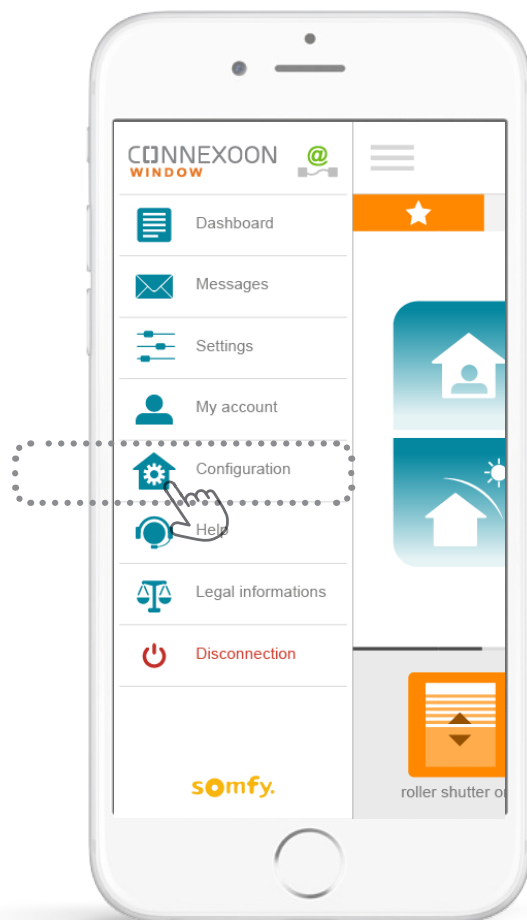 CONNEXOON
WINDOW
@
Dashboard
Messages
Settings
My account
Configuration
Help
Legal informations
Disconnection
somfy.
roller shutter